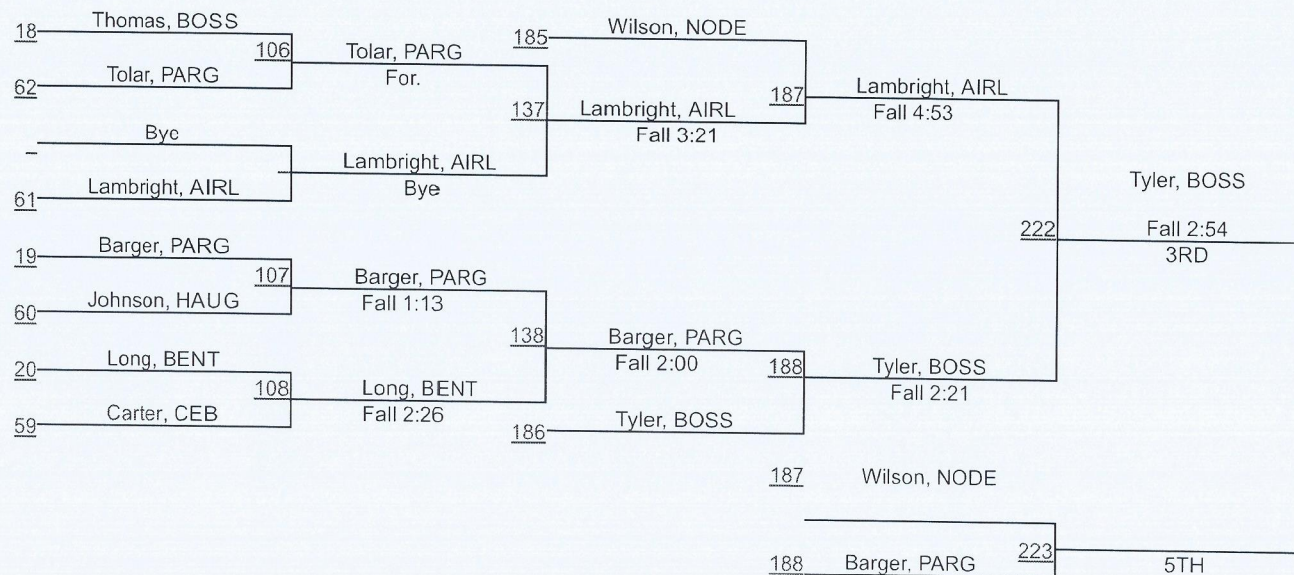 18 Thomas, BOSS
106
62 Tolar, PARG
Tolar, PARG
For.
137
Bye
61 Lambright, AIRL
Lambright, AIRL
Bye
185 Wilson, NODE
187
Lambright, AIRL
Fall 3:21
Lambright, AIRL
Fall 4:53
19 Barger, PARG
107
60 Johnson, HAUG
Barger, PARG
Fall 1:13
138
20 Long, BENT
108
59 Carter, CEB
Long, BENT
Fall 2:26
Barger, PARG
Fall 2:00
188
186 Tyler, BOSS
Tyler, BOSS
Fall 2:21
222
Tyler, BOSS
Fall 2:54
3RD
187 Wilson, NODE
223
188 Barger, PARG
5TH